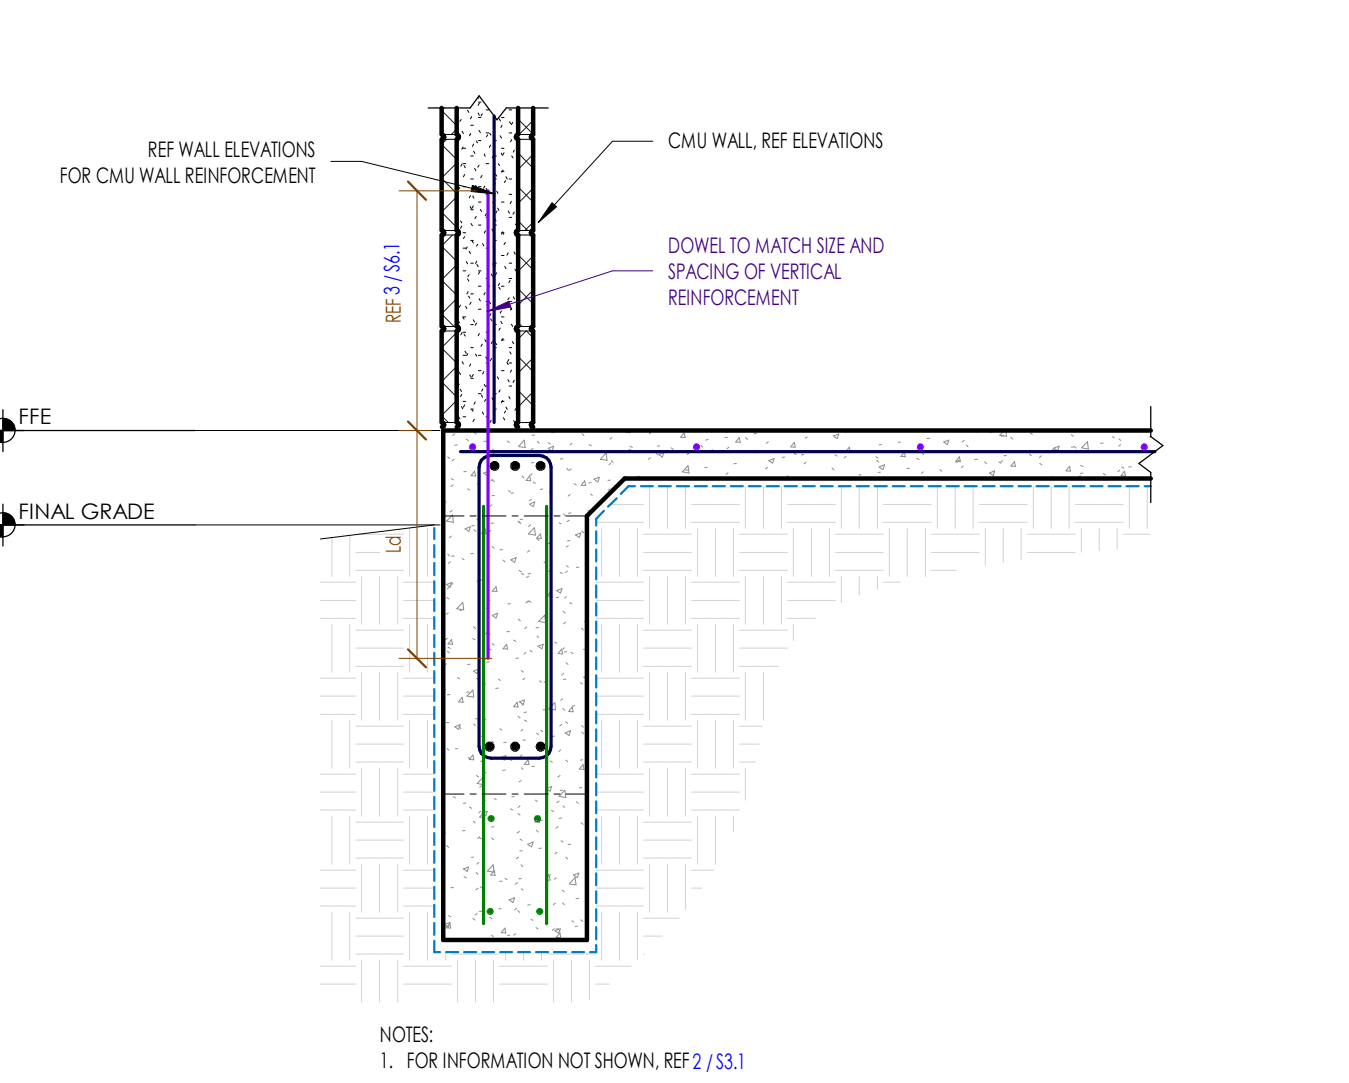 REF WALL ELEVATIONS
FOR CMU WALL REINFORCEMENT
CMU WALL, REF ELEVATIONS
DOWEL TO MATCH SIZE AND
SPACING OF VERTICAL
REINFORCEMENT
REF 3 / S6.1
FFE
FINAL GRADE
Ld
NOTES:
1. FOR INFORMATION NOT SHOWN, REF 2 / S3.1